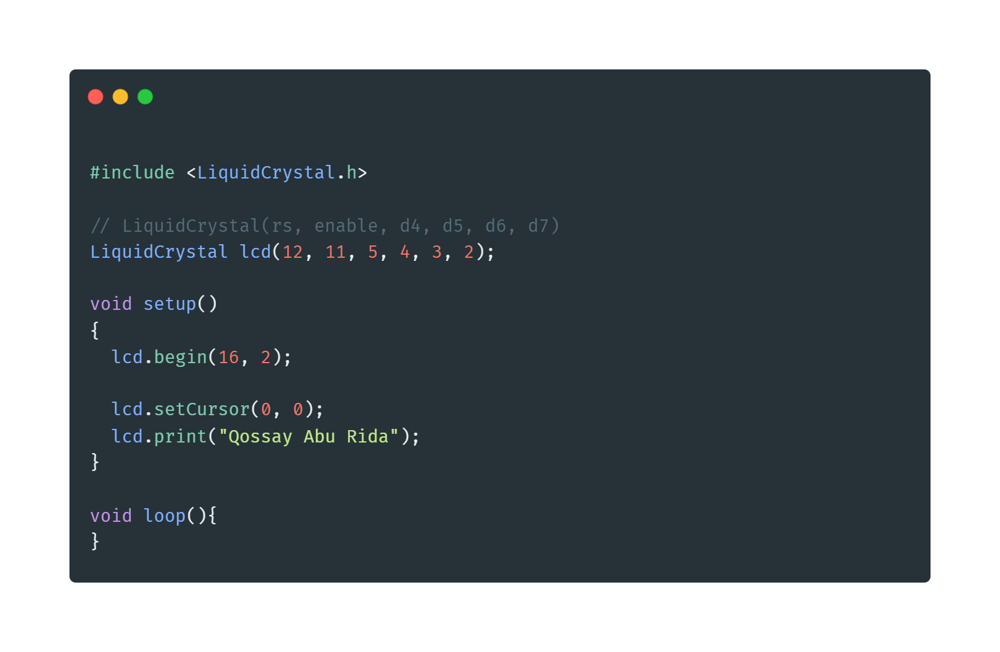 #include <LiquidCrystal.h>
// LiquidCrystal(rs, enable, d4, d5, d6, d7)
LiquidCrystal lcd(12, 11, 5, 4, 3, 2);
void setup()
{
  lcd.begin(16, 2);
  lcd.setCursor(0, 0);
  lcd.print("Qossay Abu Rida");
}
void loop(){
}